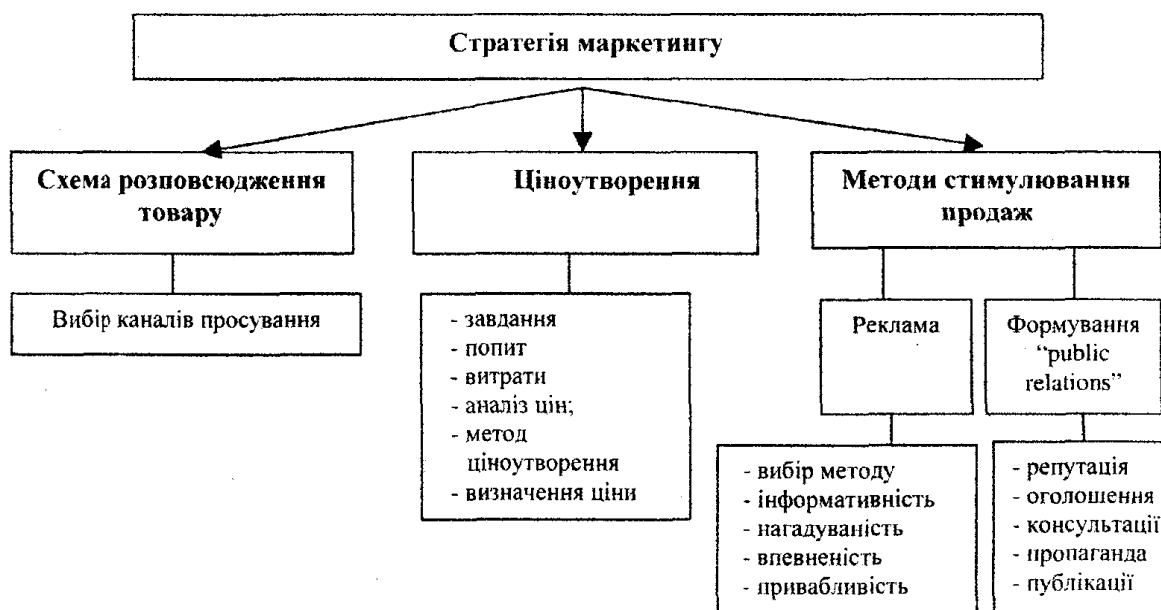 Стратегія маркетингу
Схема розповсюдження
товару
Ціноутворення
Методи стимулювання
продаж
Вибір каналів просування
- завдання
- попит
- витрати
- аналіз цін;
- метод
ціноутворення
- визначення ціни
Реклама
Формування
“public
relations”
- вибір методу
- інформативність
- нагадуваність
- впевненість
- привабливість
- репутація
- оголошення
- консультації
- пропаганда
- публікації